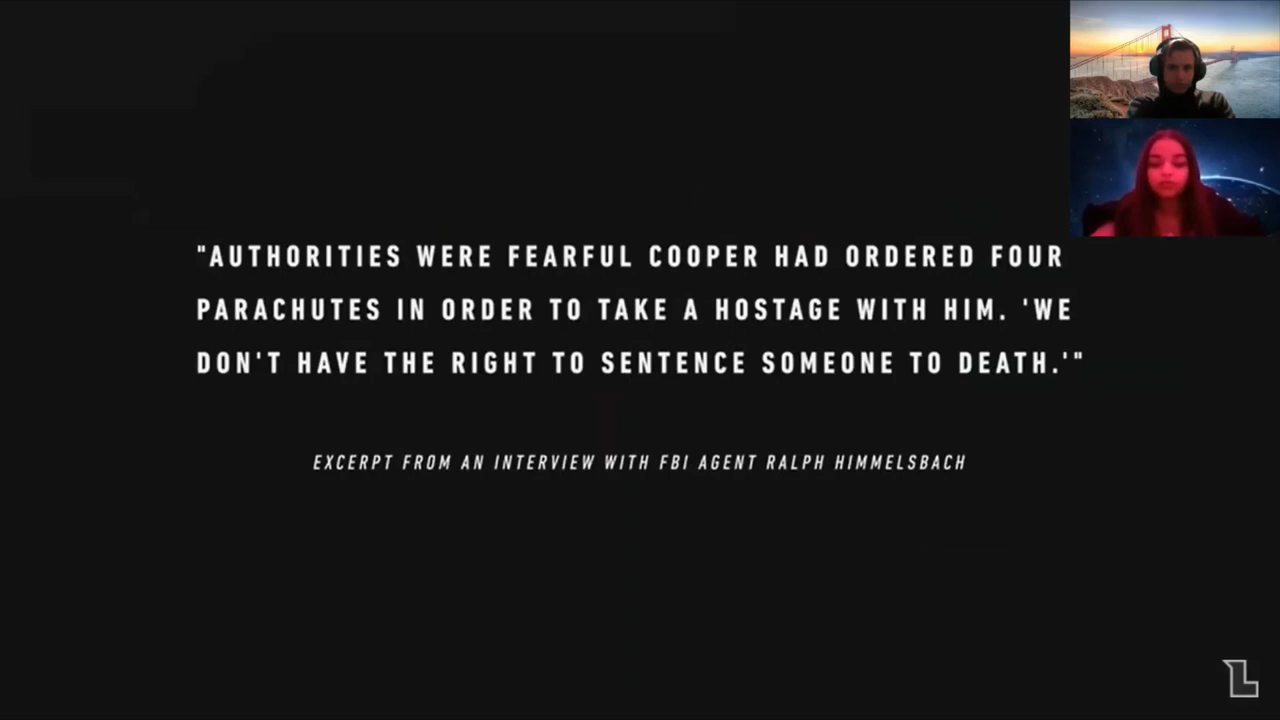 "AUTHORITIES WERE FEARFUL COOPER HAD ORDERED FOUR
PARACHUTES IN ORDER TO TAKE A HOSTAGE WITH HIM. 'WE
DON'T HAVE THE RIGHT TO SENTENCE SOMEONE TO DEATH.'"
EXCERPT FROM AN INTERVIEW WITH FBI AGENT RALPH HIMMELSBACH